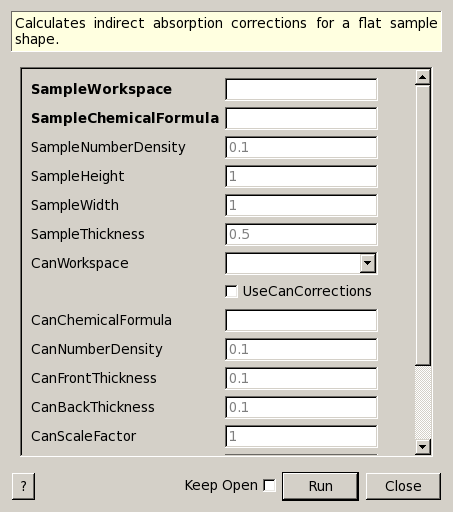 Calculates indirect absorption corrections for a flat sample
shape.
SampleWorkspace
SampleChemicalFormula
SampleNumberDensity 0.1
SampleHeight 1
SampleWidth 1
SampleThickness 0.5
CanWorkspace
UseCanCorrections
CanChemicalFormula
CanNumberDensity 0.1
CanFrontThickness 0.1
CanBackThickness 0.1
CanScaleFactor 1
? Keep Open Run Close